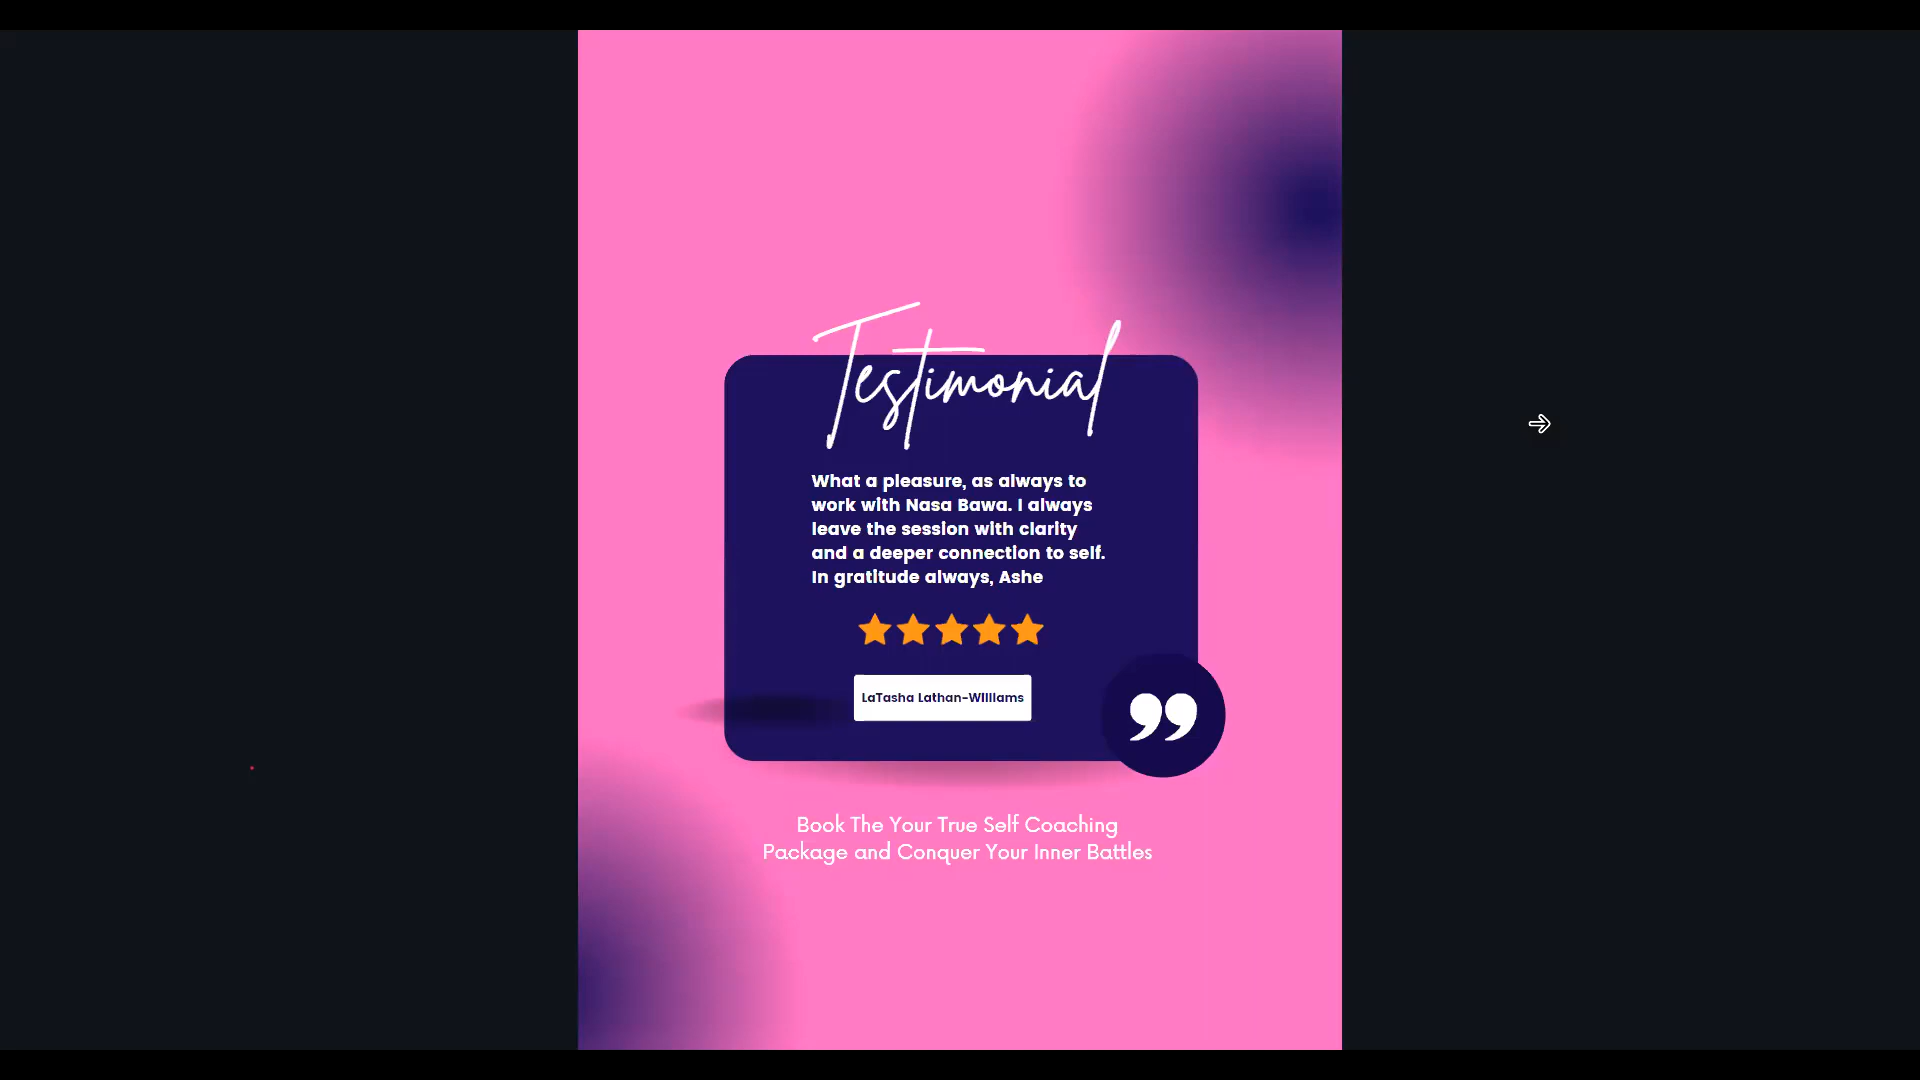 Testimonial
What a pleasure, as always to
work with Nasa Bawa. I always
leave the session with clarity
and a deeper connection to self.
In gratitude always, Ashe
LaTasha Lathan-Williams
”
Book The Your True Self Coaching
Package and Conquer Your Inner Battles